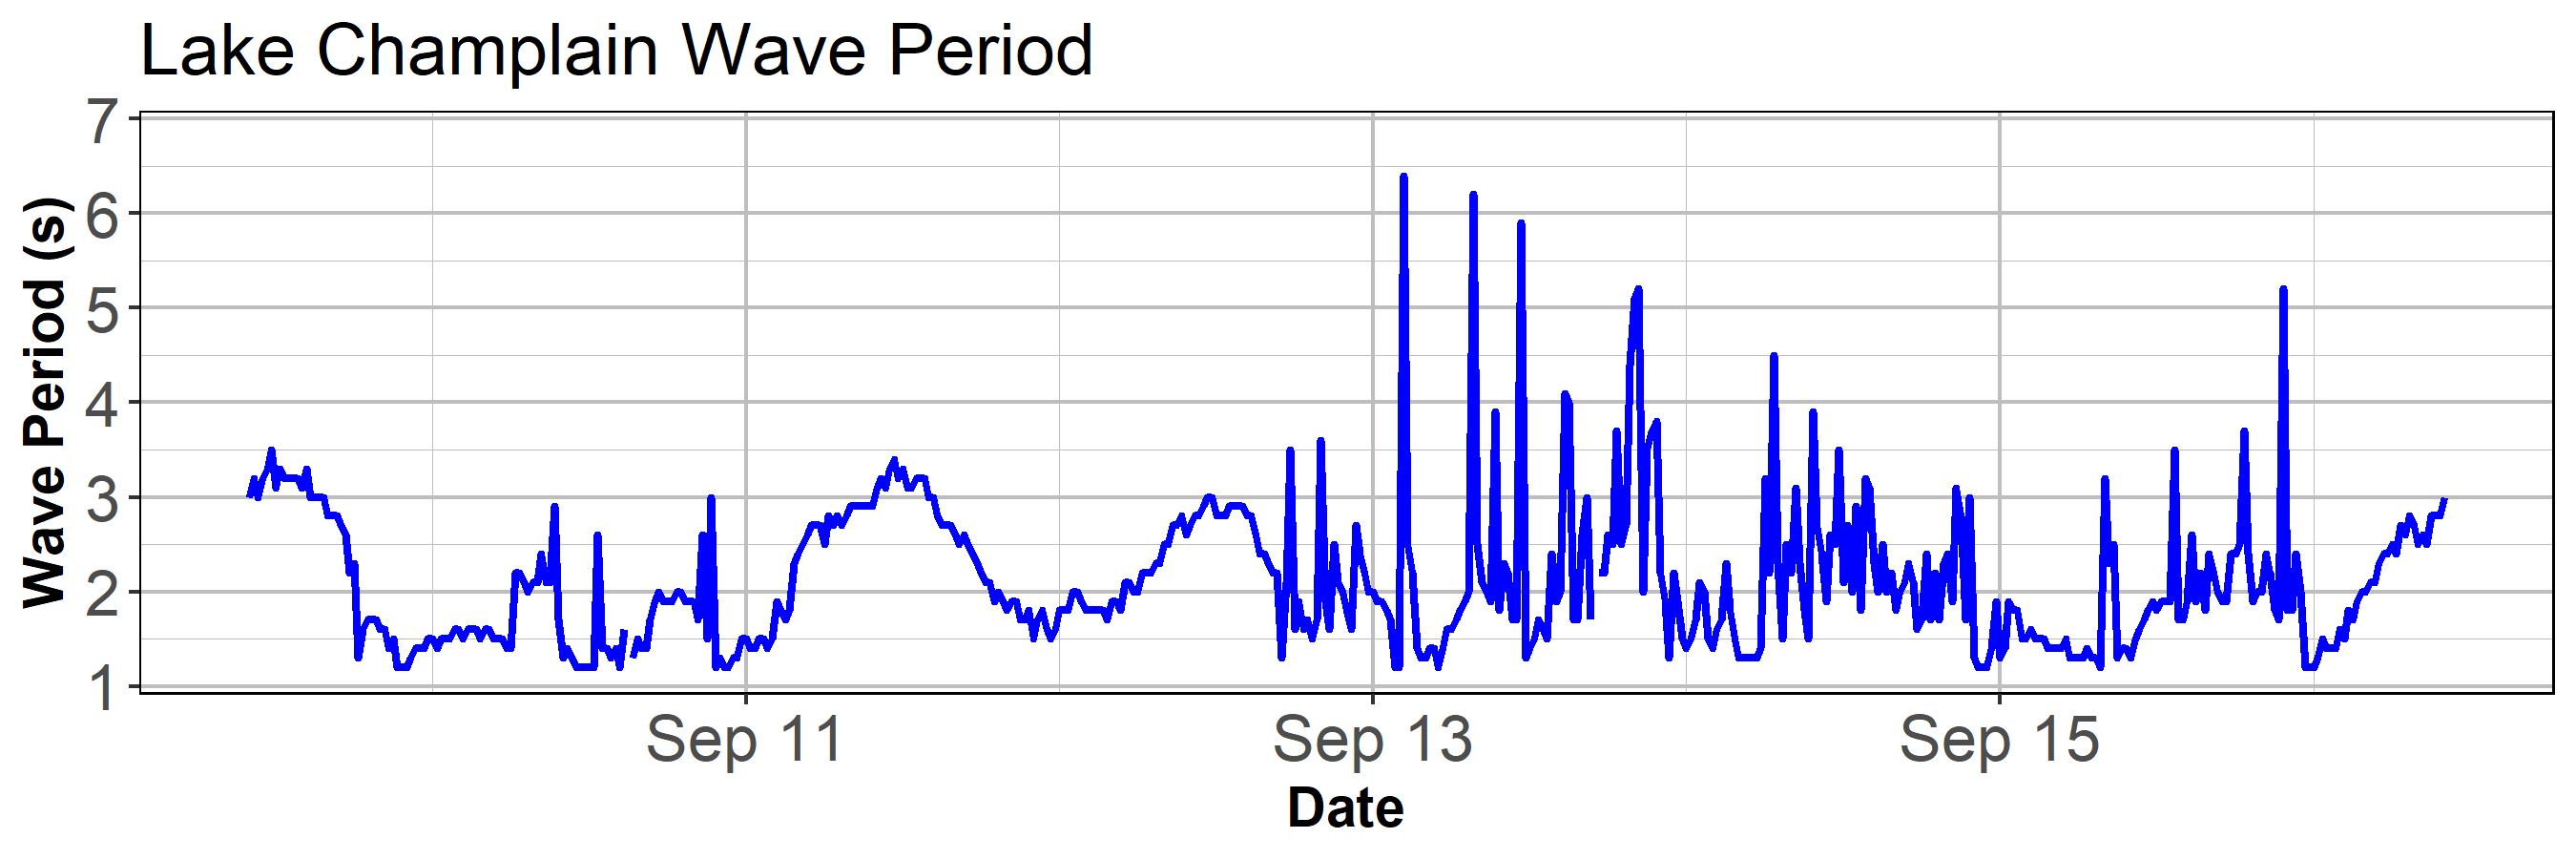 Lake Champlain Wave Period
Wave Period (s)
7
6
5
4
3
2
1
Sep 11
Sep 13
Sep 15
Date